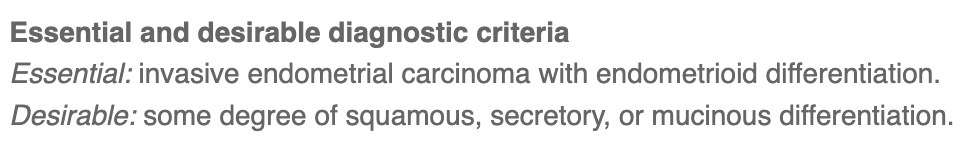 Essential and desirable diagnostic criteria
Essential: invasive endometrial carcinoma with endometrioid differentiation.
Desirable: some degree of squamous, secretory, or mucinous differentiation.